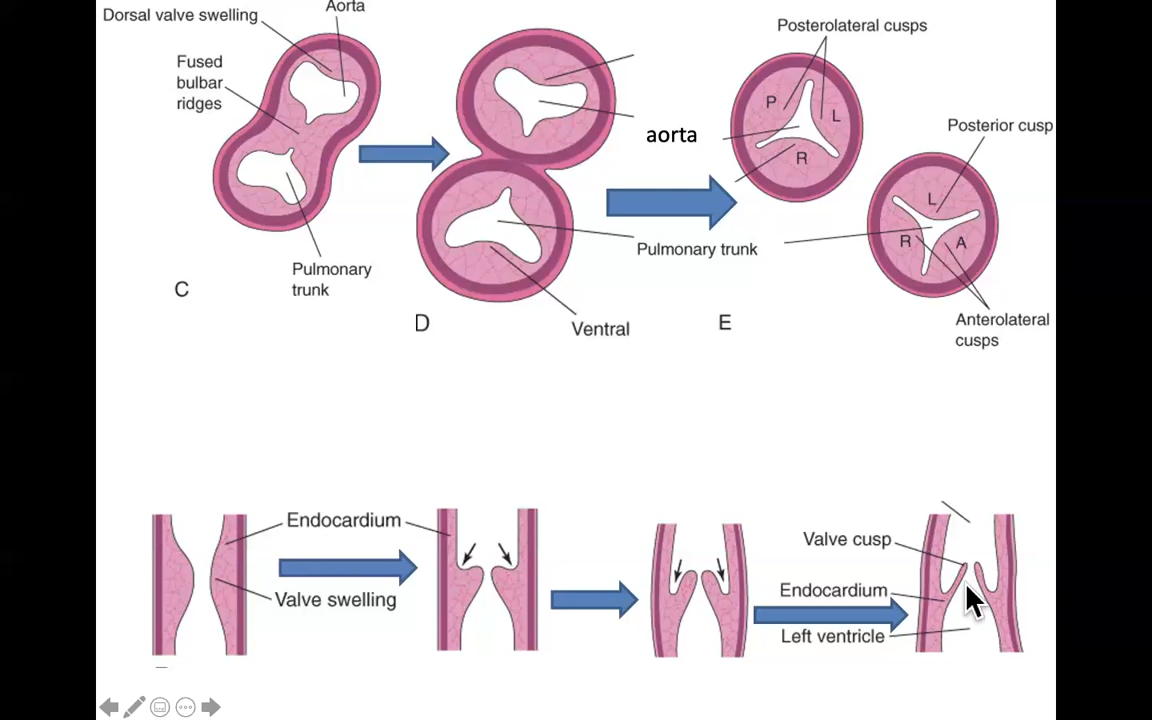 Dorsal valve swelling
Aorta
Fused
bulbar
ridges
Pulmonary
trunk
C
aorta
Pulmonary trunk
Ventral
D
Posterolateral cusps
P
L
R
Posterior cusp
L
R
A
Anterolateral
cusps
E
Endocardium
Valve swelling
Valve cusp
Endocardium
Left ventricle